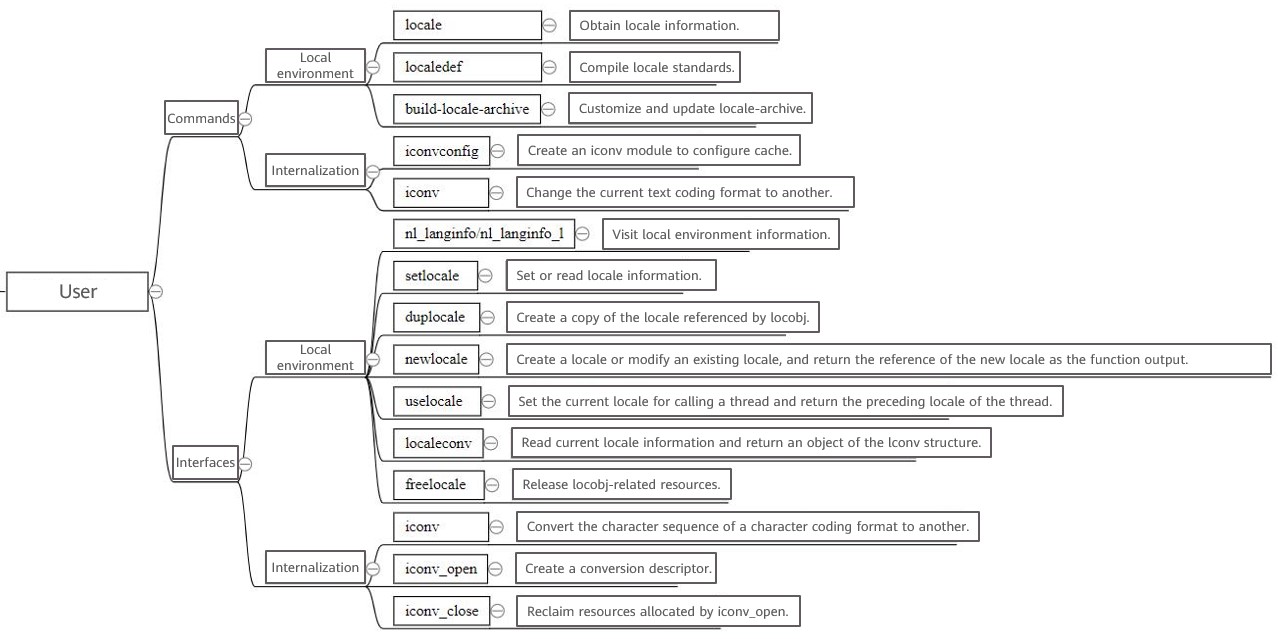 locale
Obtain locale information.
Local
environment
localedef
Compile locale standards.
build-locale-archive
Customize and update locale-archive.
Commands
iconvconfig
Create an iconv module to configure cache.
Internalization
iconv
Change the current text coding format to another.
nl_langinfo/nl_langinfo_l
Visit local environment information.
User
setlocale
Set or read locale information.
duplocale
Create a copy of the locale referenced by locobj.
Local
environment
newlocale
Create a locale or modify an existing locale, and return the reference of the new locale as the function output.
uselocale
Set the current locale for calling a thread and return the preceding locale of the thread.
localeconv
Read current locale information and return an object of the lconv structure.
Interfaces
freelocale
Release locobj-related resources.
iconv
Convert the character sequence of a character coding format to another.
Internalization
iconv_open
Create a conversion descriptor.
iconv_close
Reclaim resources allocated by iconv_open.